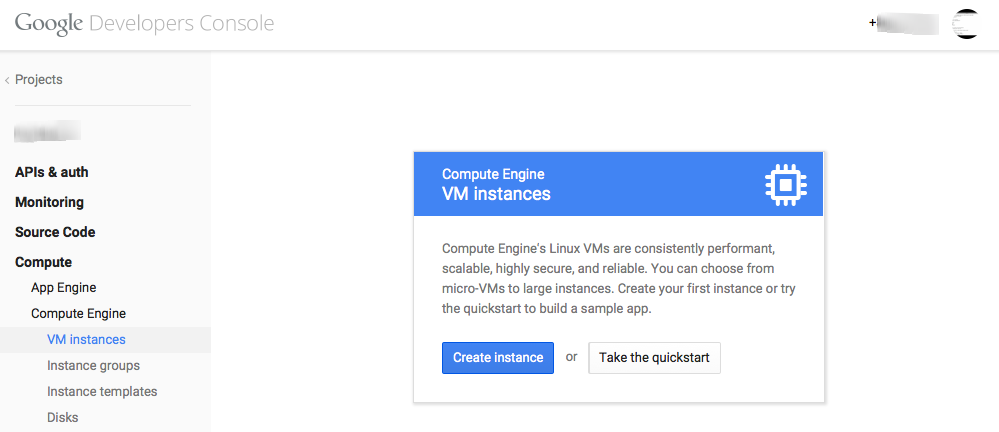 Google Developers Console
+
< Projects
APIs & auth
Monitoring
Source Code
Compute
App Engine
Compute Engine
VM instances
Instance groups
Instance templates
Disks
Compute Engine
VM instances
Compute Engine's Linux VMs are consistently performant,
scalable, highly secure, and reliable. You can choose from
micro-VMs to large instances. Create your first instance or try
the quickstart to build a sample app.
Create instance or Take the quickstart